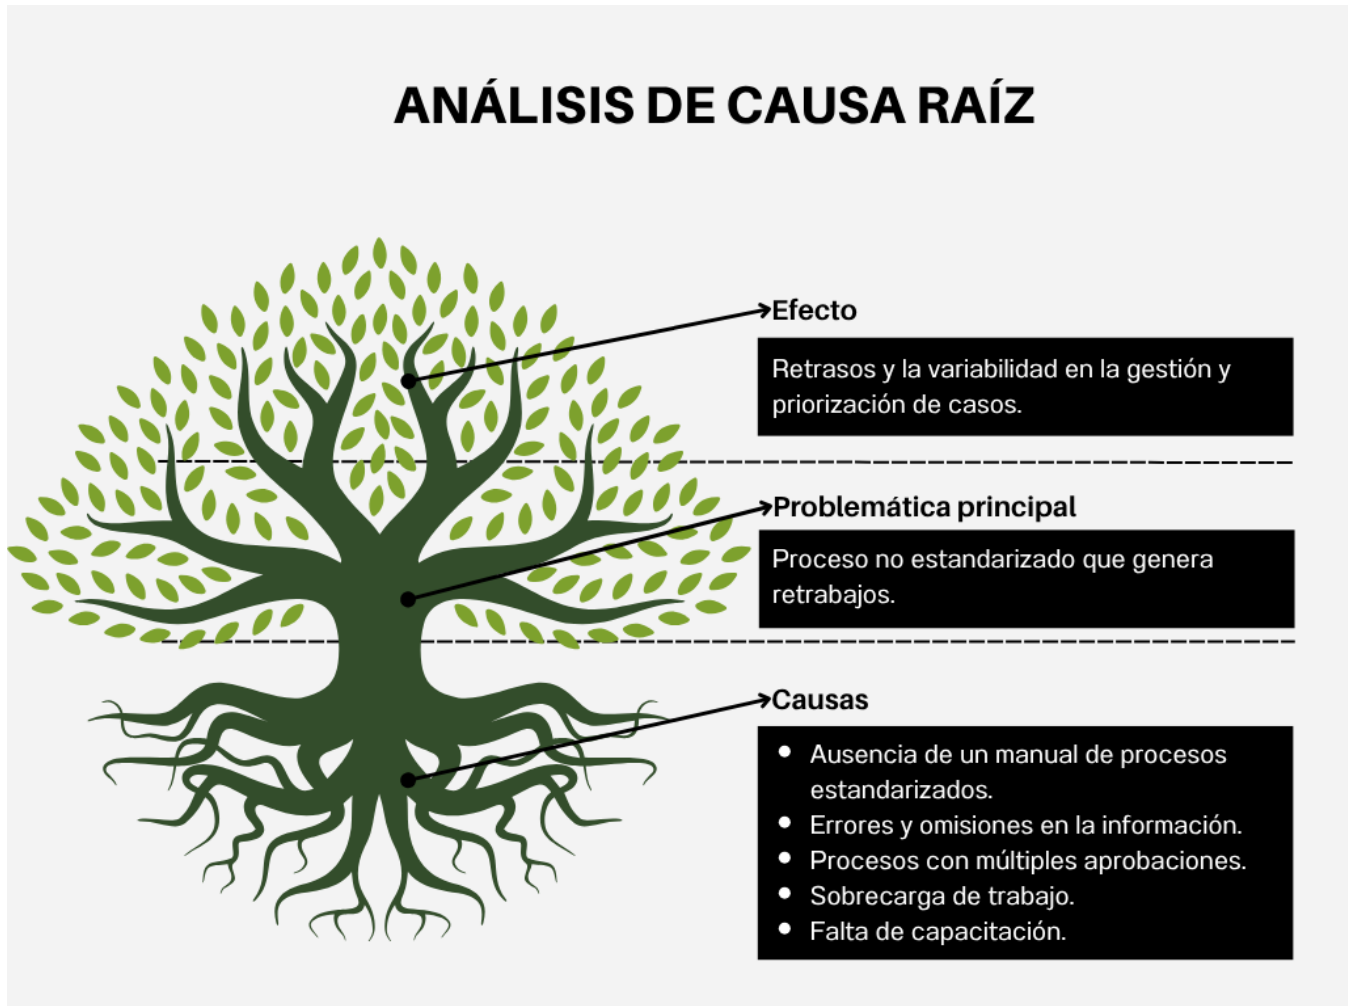 ANÁLISIS DE CAUSA RAÍZ
Efecto
Retrasos y la variabilidad en la gestión y
priorización de casos.
Problemática principal
Proceso no estandarizado que genera
retrabajos.
Causas
• Ausencia de un manual de procesos
estandarizados.
• Errores y omisiones en la información.
• Procesos con múltiples aprobaciones.
• Sobrecarga de trabajo.
• Falta de capacitación.